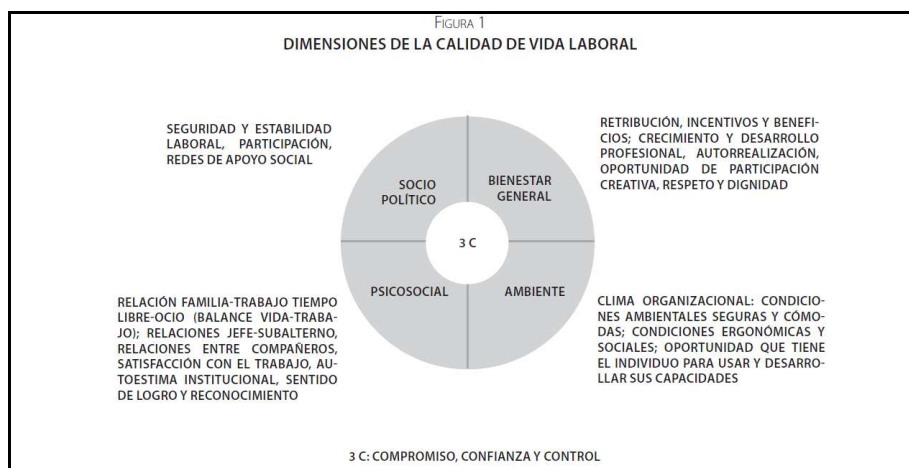 FIGURA 1
DIMENSIONES DE LA CALIDAD DE VIDA LABORAL
SEGURIDAD Y ESTABILIDAD
LABORAL, PARTICIPACIÓN,
REDES DE APOYO SOCIAL
RETRIBUCIÓN, INCENTIVOS Y BENEFI-
CIOS; CRECIMIENTO Y DESARROLLO
PROFESIONAL, AUTORREALIZACIÓN,
OPORTUNIDAD DE PARTICIPACIÓN
CREATIVA, RESPETO Y DIGNIDAD
SOCIO
POLÍTICO
BIENESTAR
GENERAL
3 C
PSICOSOCIAL
AMBIENTE
RELACIÓN FAMILIA-TRABAJO TIEMPO
LIBRE-OCIO (BALANCE VIDA-TRABA-
JO); RELACIONES JEFE-SUBALTERNO,
RELACIONES ENTRE COMPAÑEROS,
SATISFACCIÓN CON EL TRABAJO, AU-
TOESTIMA INSTITUCIONAL, SENTIDO
DE LOGRO Y RECONOCIMIENTO
CLIMA ORGANIZACIONAL: CONDICIO-
NES AMBIENTALES SEGURAS Y CÓMO-
DAS; CONDICIONES ERGONÓMICAS Y
SOCIALES; OPORTUNIDAD QUE TIENE
EL INDIVIDUO PARA USAR Y DESARRO-
LLAR SUS CAPACIDADES
3 C: COMPROMISO, CONFIANZA Y CONTROL